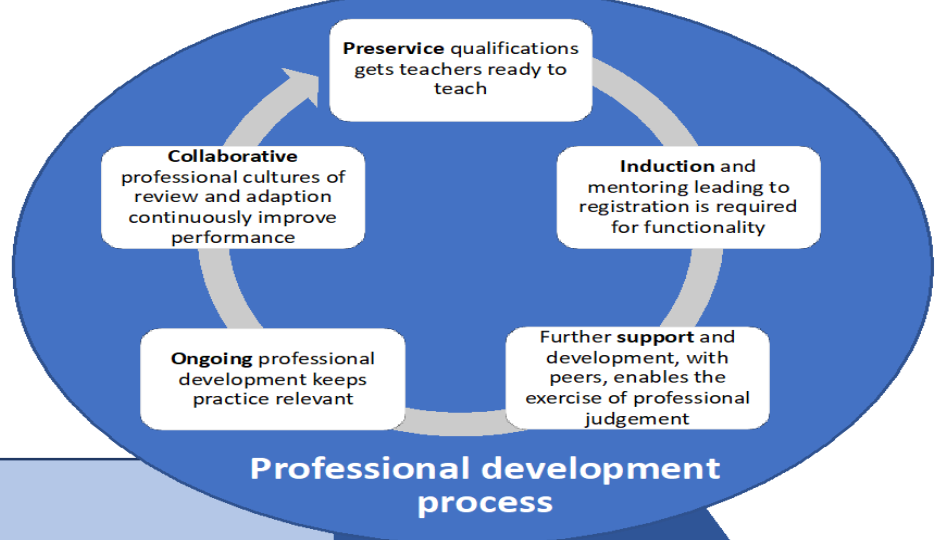 Preservice qualifications
gets teachers ready to
teach
Induction and
mentoring leading to
registration is required
for functionality
Further support and
development, with
peers, enables the
exercise of professional
judgement
Ongoing professional
development keeps
practice relevant
Collaborative
professional cultures of
review and adaption
continuously improve
performance
Professional development
process